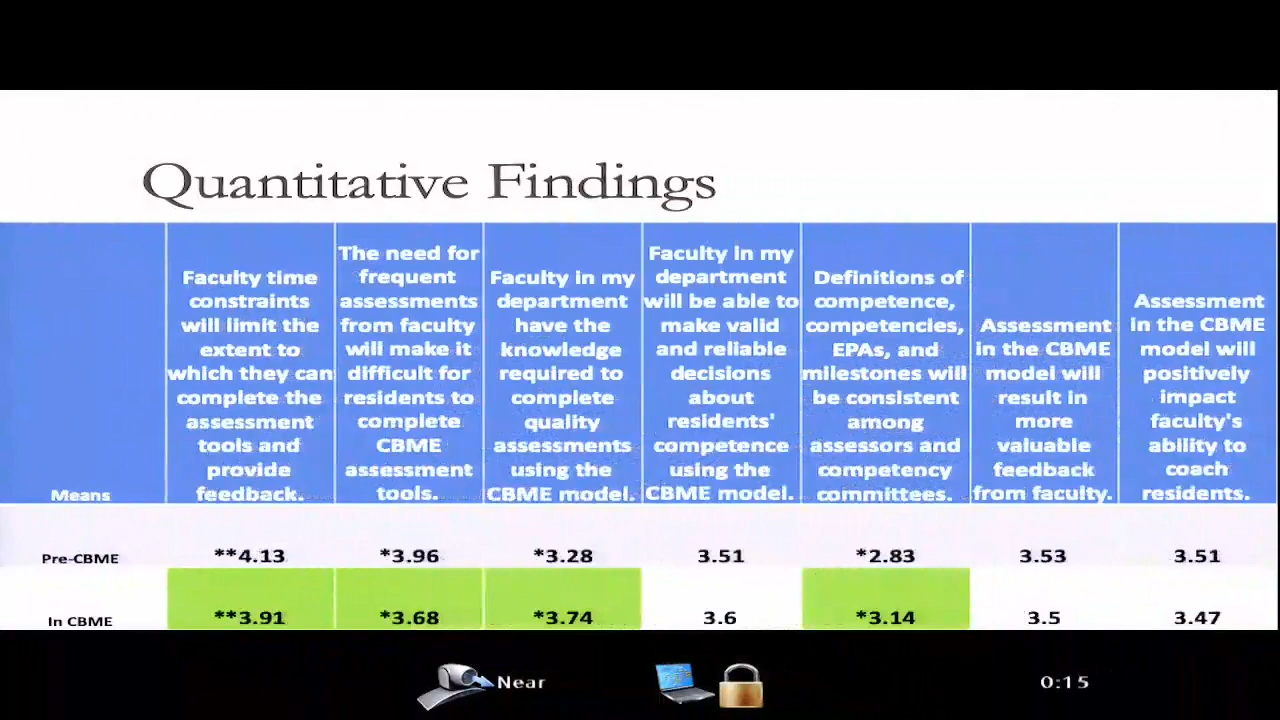 Quantitative Findings
Means
Faculty time
constraints
will limit the
extent to
which they can
complete the
assessment
tools and
provide
feedback.
The need for
frequent
assessments
from faculty
will make it
difficult for
residents to
complete
CBME
assessment
tools.
Faculty in my
department
have the
knowledge
required to
complete
quality
assessments
using the
CBME model.
Faculty in my
department
will be able to
make valid
and reliable
decisions
about
residents'
competence
using the
CBME model.
Definitions of
competence,
competencies,
EPAs, and
milestones will
be consistent
among
assessors and
competency
committees.
Assessment
in the CBME
model will
result in
more
valuable
feedback
from faculty.
Assessment
in the CBME
model will
positively
impact
faculty's
ability to
coach
residents.
Pre-CBME **4.13 *3.96 *3.28 3.51 *2.83 3.53 3.51
In CBME **3.91 *3.68 *3.74 3.6 *3.14 3.5 3.47
Near 0:15